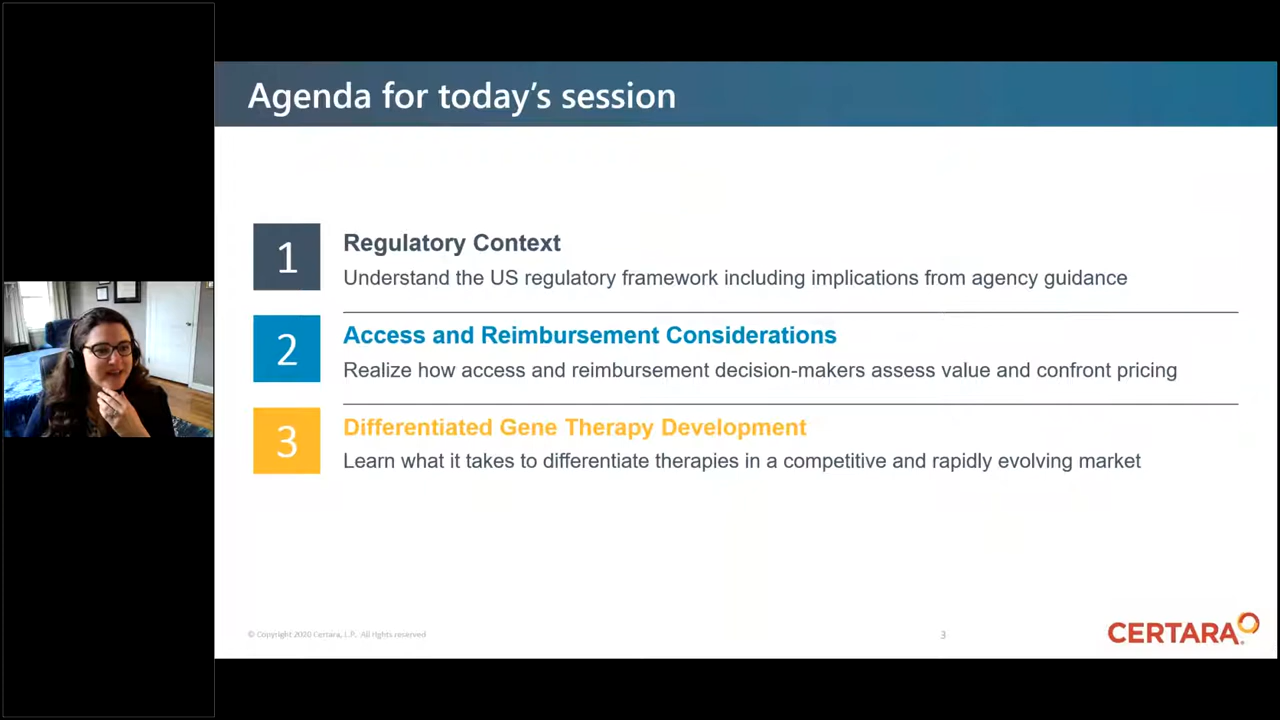 Agenda for today's session
1
Regulatory Context
Understand the US regulatory framework including implications from agency guidance
2
Access and Reimbursement Considerations
Realize how access and reimbursement decision-makers assess value and confront pricing
3
Differentiated Gene Therapy Development
Learn what it takes to differentiate therapies in a competitive and rapidly evolving market
© Copyright 2020 Certara, L.P. All rights reserved
3
CERTARA